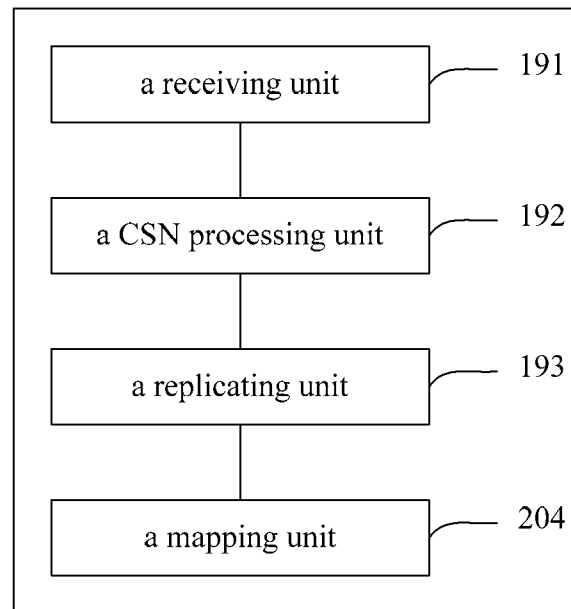 a receiving unit 191
a CSN processing unit 192
a replicating unit 193
a mapping unit 204